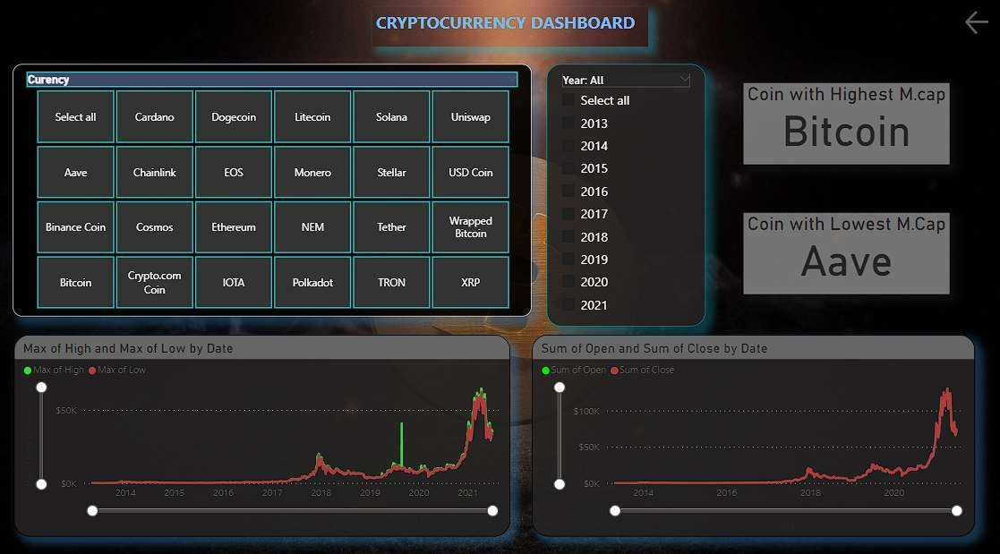 CRYPTOCURRENCY DASHBOARD
Curency
Select all
Cardano
Dogecoin
Litecoin
Solana
Uniswap
Aave
Chainlink
EOS
Monero
Stellar
USD Coin
Binance Coin
Cosmos
Ethereum
NEM
Tether
Wrapped
Bitcoin
Bitcoin
Crypto.com
Coin
IOTA
Polkadot
TRON
XRP
Year: All
Select all
2013
2014
2015
2016
2017
2018
2019
2020
2021
Coin with Highest M.cap
Bitcoin
Coin with Lowest M.Cap
Aave
Max of High and Max of Low by Date
Max of High Max of Low
$50K
$0K
2014 2015 2016 2017 2018 2019 2020 2021
Sum of Open and Sum of Close by Date
Sum of Open Sum of Close
$100K
$50K
$0K
2014 2016 2018 2020